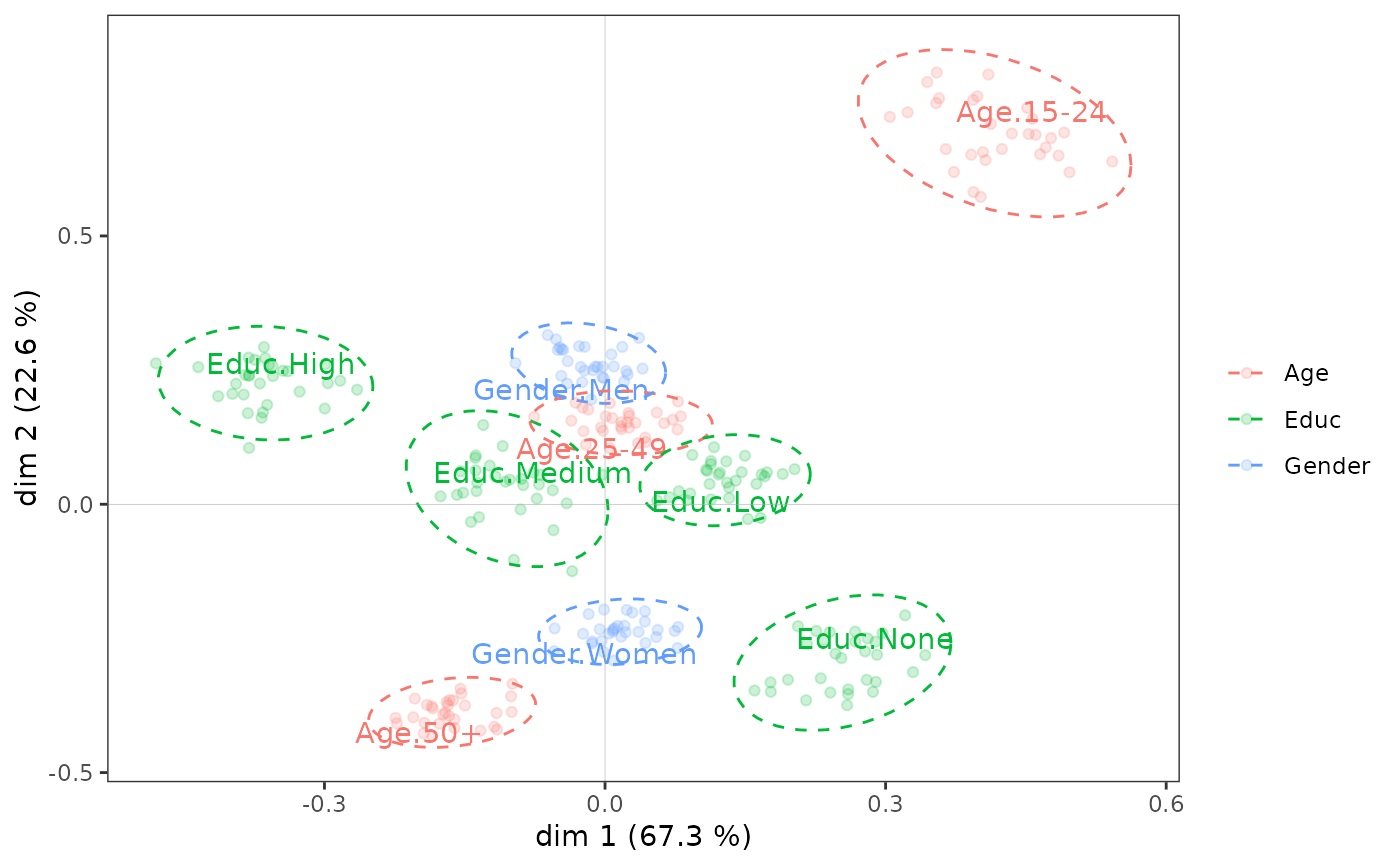 Age.15-24
0.5
Educ.High
Gender.Men
Age.25-49
Educ.Medium
Educ.Low
0.0
Gender.Women
Educ.None
Age.50+
-0.5
-0.3
0.0
0.3
0.6
dim 1 (67.3 %)
dim 2 (22.6 %)
Age
Educ
Gender